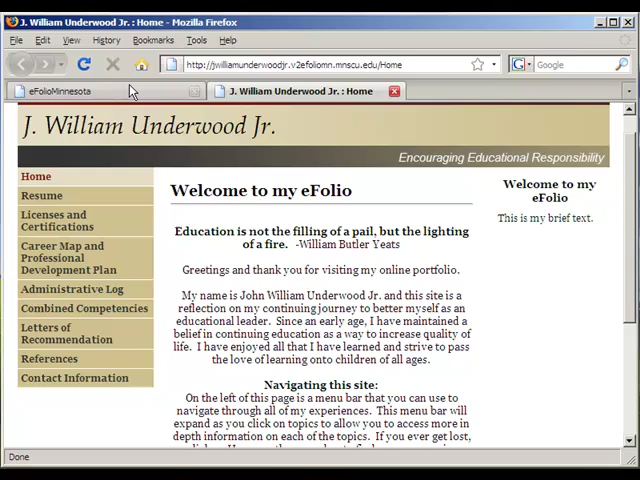 J. William Underwood Jr. : Home - Mozilla Firefox
File Edit View History Bookmarks Tools Help
http://jwilliamunderwoodjr.v2efoliomn.mnscu.edu/Home
Google
eFolioMinnesota
J. William Underwood Jr. : Home
J. William Underwood Jr.
Encouraging Educational Responsibility
Home
Resume
Licenses and
Certifications
Career Map and
Professional
Development Plan
Administrative Log
Combined Competencies
Letters of
Recommendation
References
Contact Information
Welcome to my eFolio
Education is not the filling of a pail, but the lighting
of a fire. -William Butler Yeats
Greetings and thank you for visiting my online portfolio.
My name is John William Underwood Jr. and this site is a
reflection on my continuing journey to better myself as an
educational leader. Since an early age, I have maintained a
belief in continuing education as a way to increase quality of
life. I have enjoyed all that I have learned and strive to pass
the love of learning onto children of all ages.
Navigating this site:
On the left of this page is a menu bar that you can use to
navigate through all of my experiences. This menu bar will
expand as you click on topics to allow you to access more in
depth information on each of the topics. If you ever get lost,
Welcome to my
eFolio
This is my brief text.
Done